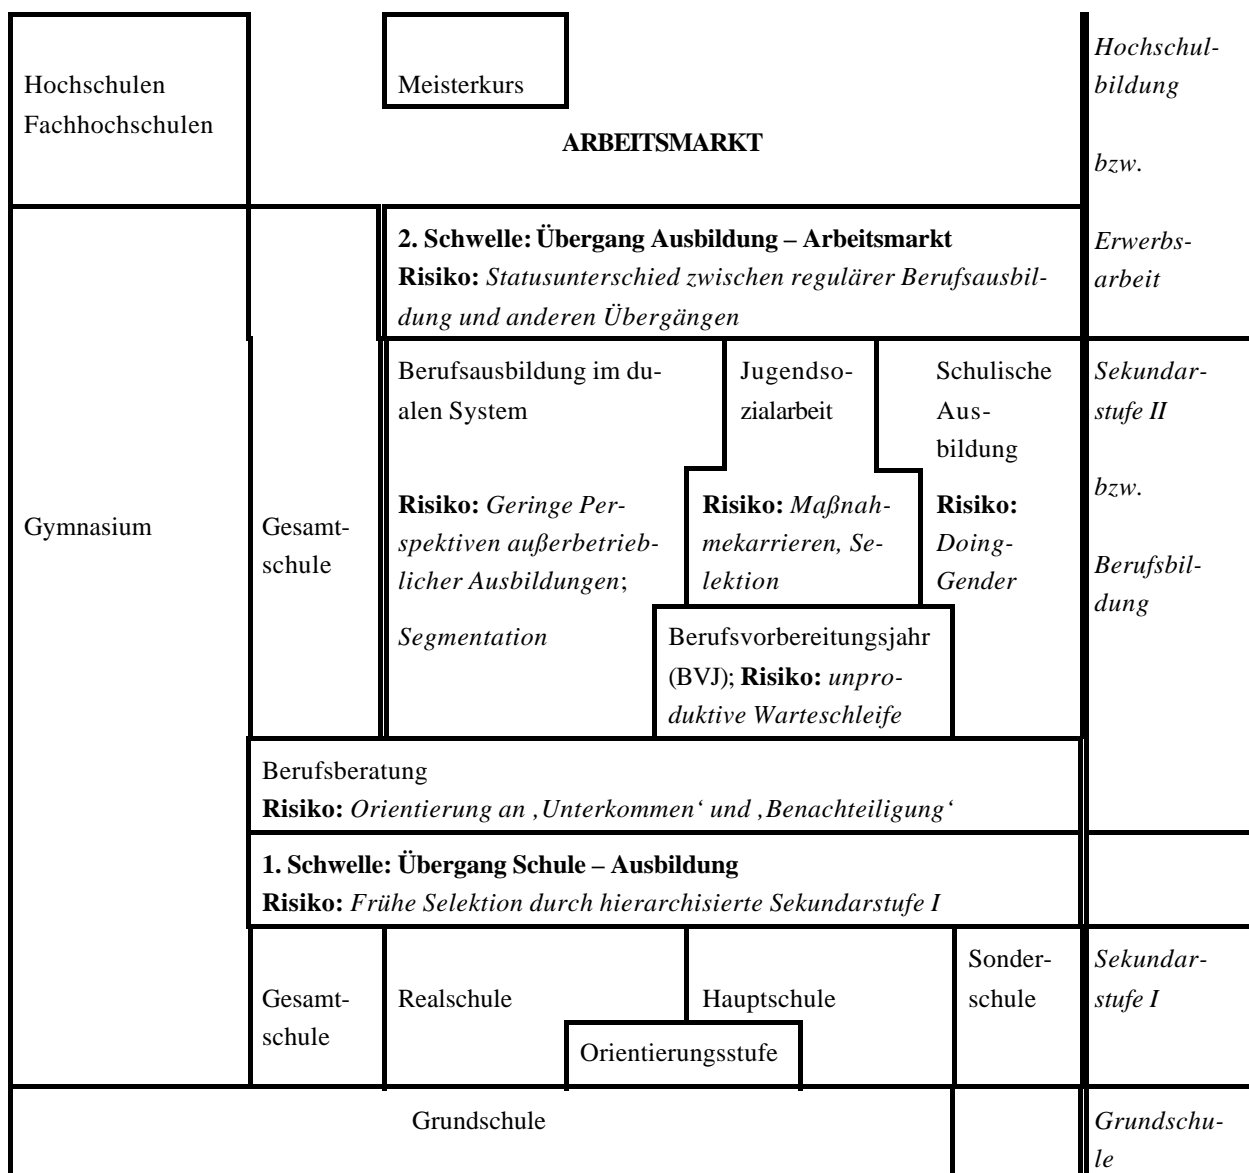 Hochschulen
Fachhochschulen
Meisterkurs
ARBEITSMARKT
Hochschul-
bildung
bzw.
Erwerbs-
arbeit
2. Schwelle: Übergang Ausbildung – Arbeitsmarkt
Risiko: Statusunterschied zwischen regulärer Berufsausbil-
dung und anderen Übergängen
Gymnasium
Gesamt-
schule
Berufsausbildung im du-
alen System
Risiko: Geringe Per-
spektiven außerbetrieb-
licher Ausbildungen;
Segmentation
Jugendso-
zialarbeit
Risiko: Maßnah-
mekarrieren, Se-
lektion
Schulische
Aus-
bildung
Risiko:
Doing-
Gender
Berufsvorbereitungsjahr
(BVJ); Risiko: unpro-
duktive Warteschleife
Sekundar-
stufe II
bzw.
Berufsbil-
dung
Berufsberatung
Risiko: Orientierung an ‚Unterkommen‘ und ‚Benachteiligung‘
1. Schwelle: Übergang Schule – Ausbildung
Risiko: Frühe Selektion durch hierarchisierte Sekundarstufe I
Gesamt-
schule
Realschule
Hauptschule
Sonder-
schule
Orientierungsstufe
Sekundar-
stufe I
Grundschule
Grundschu-
le